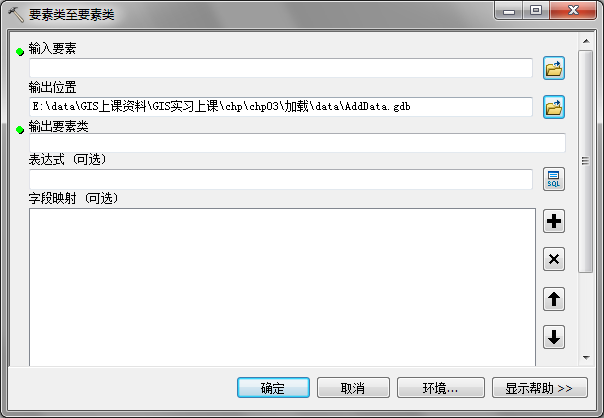 要素类至要素类
输入要素
输出位置
E:\data\GIS上课资料\GIS实习上课\chp\chp03\加载\data\AddData.gdb
输出要素类
表达式 (可选)
SQL
字段映射 (可选)
确定 取消 环境... 显示帮助 >>